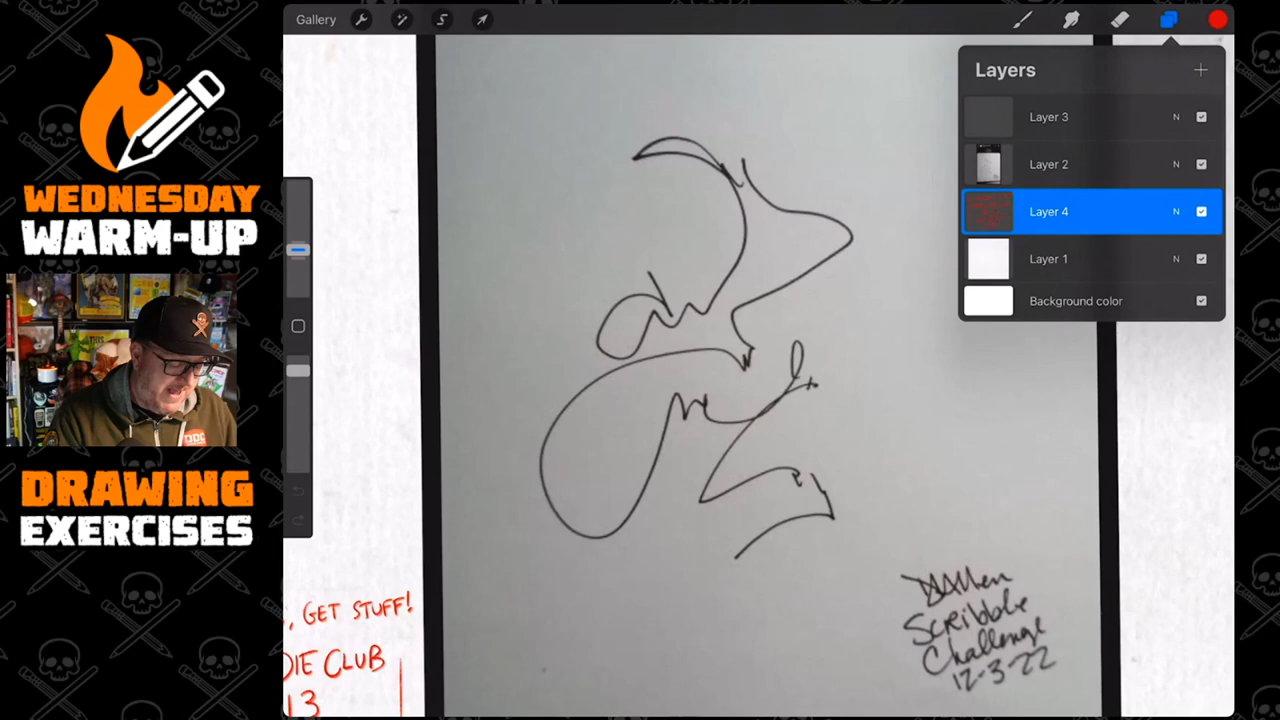 WEDNESDAY
WARM-UP
DRAWING
EXERCISES
Gallery
Layers
Layer 3
N
Layer 2
N
Layer 4
N
Layer 1
N
Background color
GET STUFF!
DIE CLUB
13
Scribble
Challenge
12-3-22